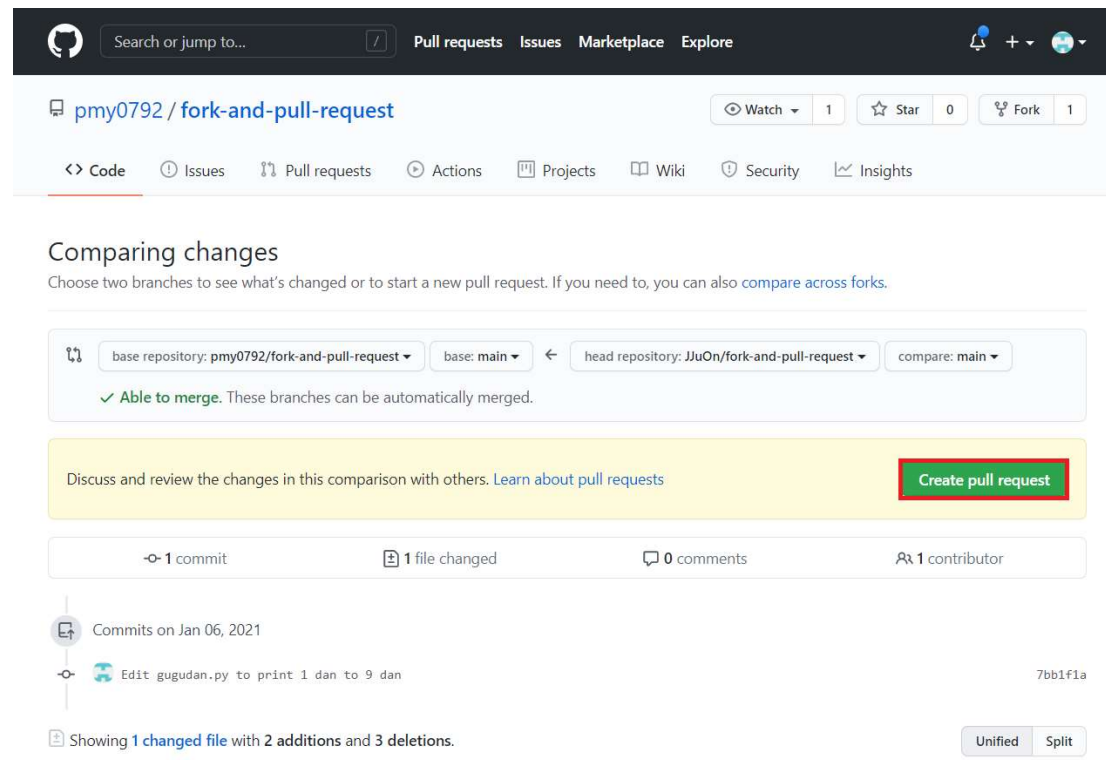 Search or jump to... / Pull requests Issues Marketplace Explore
pmy0792 / fork-and-pull-request Watch 1 Star 0 Fork 1
<> Code Issues Pull requests Actions Projects Wiki Security Insights
Comparing changes
Choose two branches to see what's changed or to start a new pull request. If you need to, you can also compare across forks.
base repository: pmy0792/fork-and-pull-request base: main ← head repository: JJuOn/fork-and-pull-request compare: main
✓ Able to merge. These branches can be automatically merged.
Discuss and review the changes in this comparison with others. Learn about pull requests Create pull request
1 commit 1 file changed 0 comments 1 contributor
Commits on Jan 06, 2021
Edit gugudan.py to print 1 dan to 9 dan 7bb1f1a
Showing 1 changed file with 2 additions and 3 deletions. Unified Split